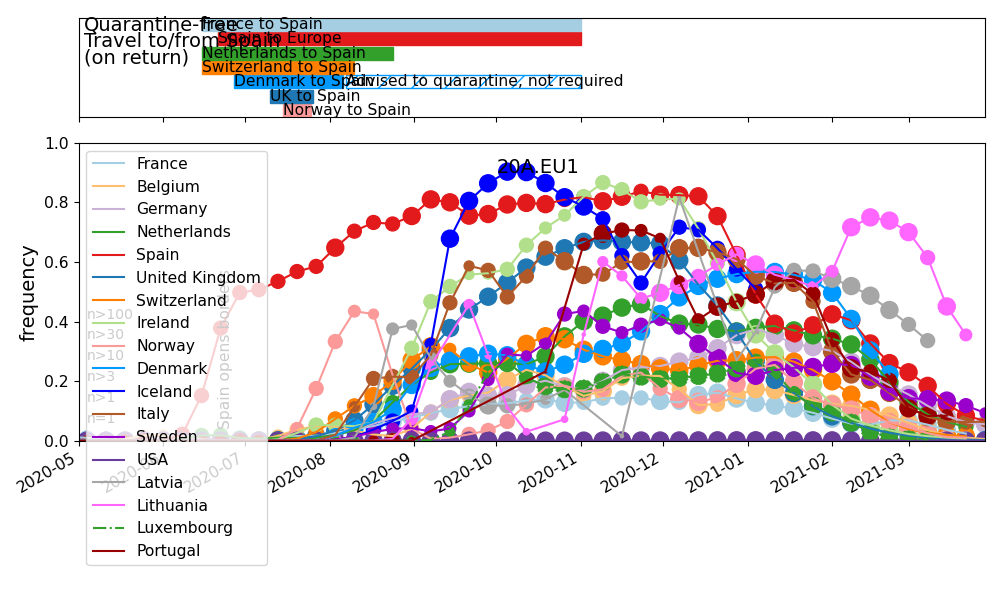 Quarantine-free
Travel to/from Spain
(on return)
France to Spain
Spain to Europe
Netherlands to Spain
Switzerland to Spain
Denmark to Spain
Advised to quarantine, not required
UK to Spain
Norway to Spain
20A.EU1
frequency
1.0
0.8
0.6
0.4
0.2
0.0
France
Belgium
Germany
Netherlands
Spain
United Kingdom
Switzerland
Ireland
Norway
Denmark
Iceland
Italy
Sweden
USA
Latvia
Lithuania
Luxembourg
Portugal
n>100
n>30
n>10
n>3
n>1
n=1
Spain opens borders
2020-05
2020-06
2020-07
2020-08
2020-09
2020-10
2020-11
2020-12
2021-01
2021-02
2021-03